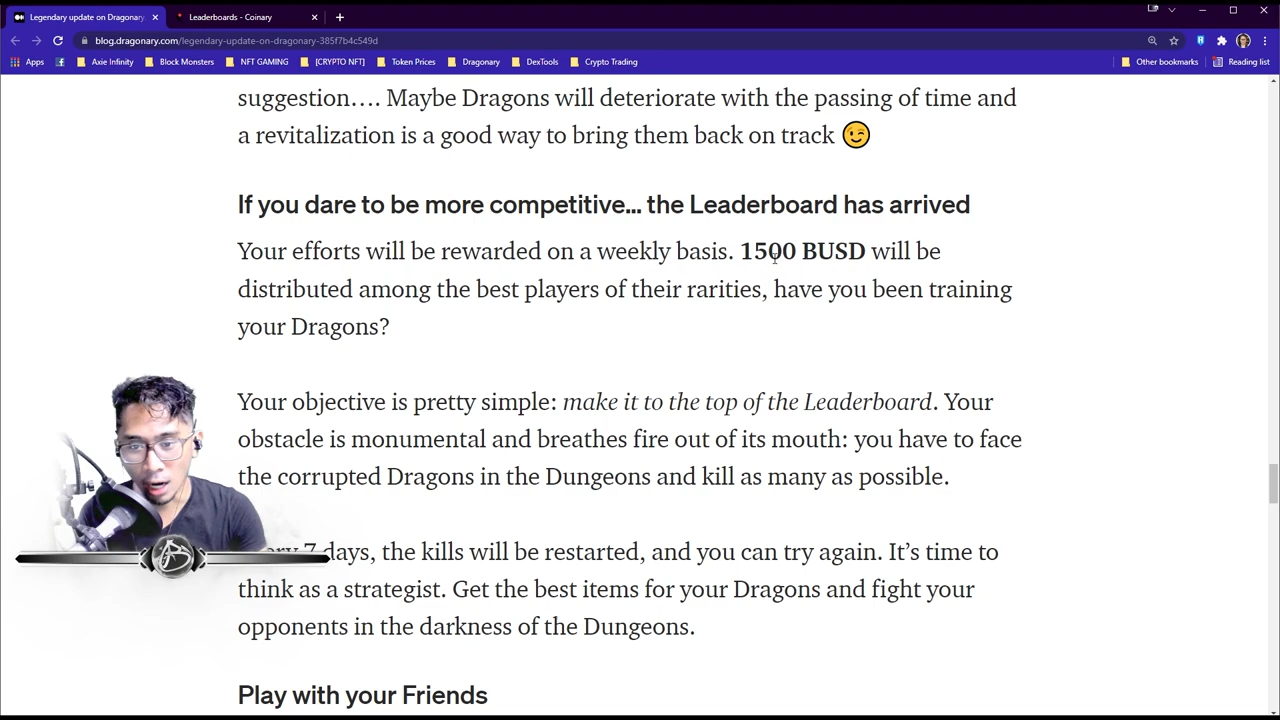 Legendary update on Dragonary
Leaderboards - Coinary
blog.dragonary.com/legendary-update-on-dragonary-385f7b4c549d
Apps
Axie Infinity
Block Monsters
NFT GAMING
[CRYPTO NFT]
Token Prices
Dragonary
DexTools
Crypto Trading
Other bookmarks
Reading list
suggestion…. Maybe Dragons will deteriorate with the passing of time and
a revitalization is a good way to bring them back on track 😉
If you dare to be more competitive… the Leaderboard has arrived
Your efforts will be rewarded on a weekly basis. 1500 BUSD will be
distributed among the best players of their rarities, have you been training
your Dragons?
Your objective is pretty simple: make it to the top of the Leaderboard. Your
obstacle is monumental and breathes fire out of its mouth: you have to face
the corrupted Dragons in the Dungeons and kill as many as possible.
7 days, the kills will be restarted, and you can try again. It’s time to
think as a strategist. Get the best items for your Dragons and fight your
opponents in the darkness of the Dungeons.
Play with your Friends